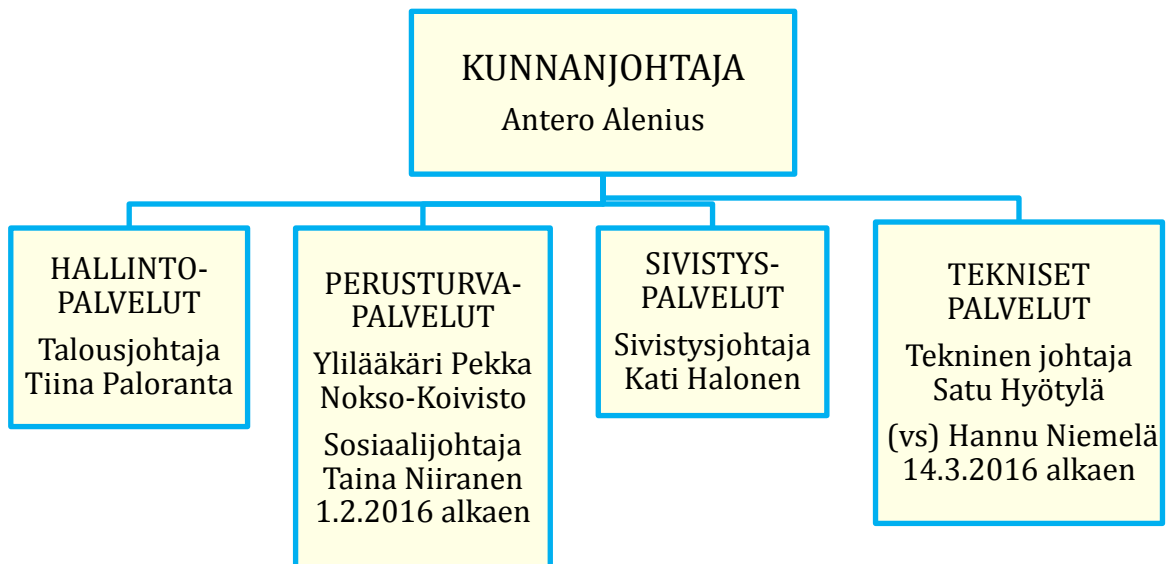 KUNNANJOHTAJA
Antero Alenius
HALLINTO-
PALVELUT
Talousjohtaja
Tiina Paloranta
PERUSTURVA-
PALVELUT
Ylilääkäri Pekka
Nokso-Koivisto
Sosiaalijohtaja
Taina Niiranen
1.2.2016 alkaen
SIVISTYS-
PALVELUT
Sivistysjohtaja
Kati Halonen
TEKNISET
PALVELUT
Tekninen johtaja
Satu Hyötylä
(vs) Hannu Niemelä
14.3.2016 alkaen